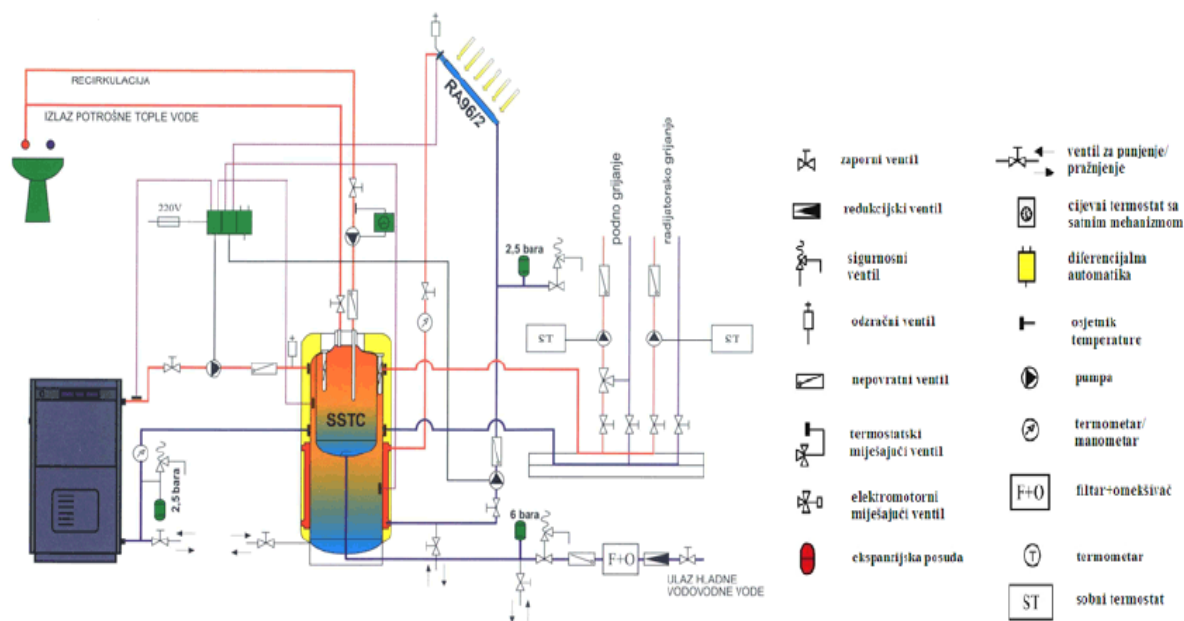 RECIRKULACIJA
IZLAZ POTROŠNE TOPLE VODE
RA96/2
220V
2,5 bara
podno grijanje
radijatorsko grijanje
ST
ST
SSTC
2,5 bara
6 bara
F+O
ULAZ HLADNE
VODOVODNE VODE
zaporni ventil
redukcijski ventil
sigurnosni
ventil
odzračni ventil
nepovratni ventil
termostatski
miješajući ventil
elektromotorni
miješajući ventil
ekspanzijska posuda
ventil za punjenje/
pražnjenje
cijevni termostat sa
satnim mehanizmom
diferencijalna
automatika
osjetnik
temperature
pumpa
termometar/
manometar
F+O
filtar+omekšivač
T
termometar
ST
sobni termostat